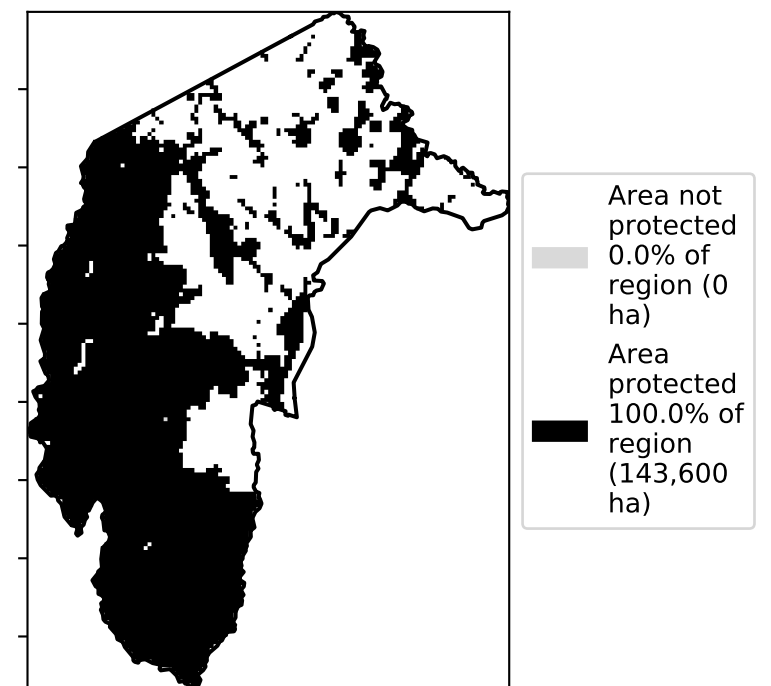 Area not
protected
0.0% of
region (0
ha)
Area
protected
100.0% of
region
(143,600
ha)